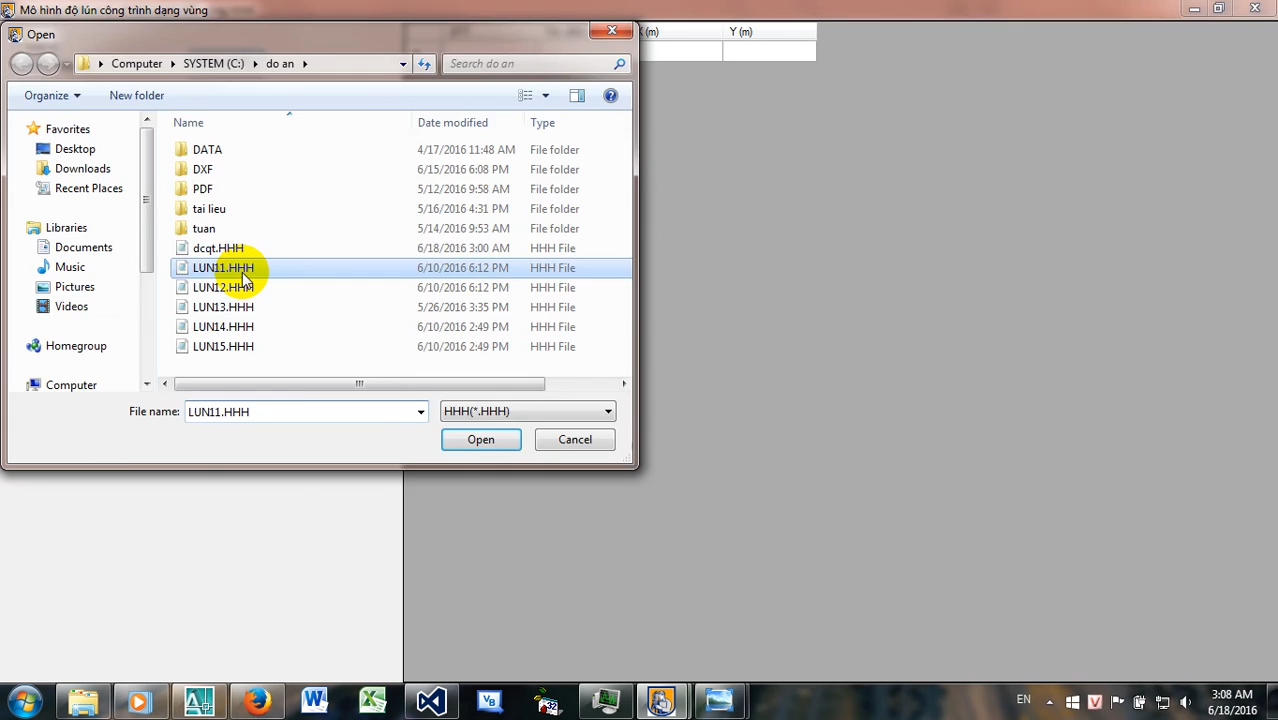 Mô hình độ lún công trình dạng vùng
Open
X (m) Y (m)
Computer SYSTEM (C:) do an
Search do an
Organize New folder
Name Date modified Type
Favorites
Desktop
Downloads
Recent Places
Libraries
Documents
Music
Pictures
Videos
Homegroup
Computer
DATA 4/17/2016 11:48 AM File folder
DXF 6/15/2016 6:08 PM File folder
PDF 5/12/2016 9:58 AM File folder
tai lieu 5/16/2016 4:31 PM File folder
tuan 5/14/2016 9:53 AM File folder
dcqt.HHH 6/18/2016 3:00 AM HHH File
LUN11.HHH 6/10/2016 6:12 PM HHH File
LUN12.HHH 6/10/2016 6:12 PM HHH File
LUN13.HHH 5/26/2016 3:35 PM HHH File
LUN14.HHH 6/10/2016 2:49 PM HHH File
LUN15.HHH 6/10/2016 2:49 PM HHH File
File name: LUN11.HHH HHH(*.HHH)
Open Cancel
EN
3:08 AM
6/18/2016